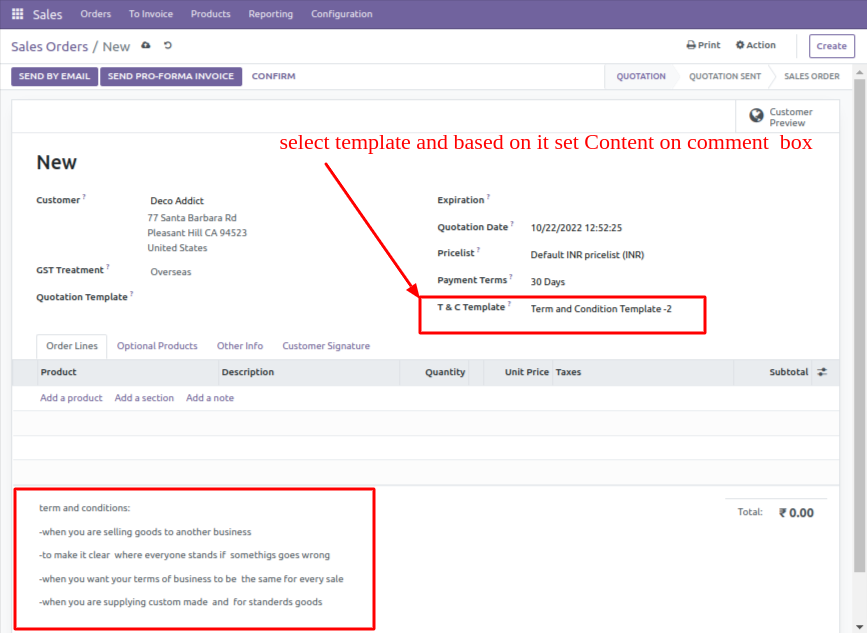 Sales Orders To Invoice Products Reporting Configuration
Sales Orders / New Print Action Create
SEND BY EMAIL SEND PRO-FORMA INVOICE CONFIRM QUOTATION QUOTATION SENT SALES ORDER
Customer
Preview
select template and based on it set Content on comment box
New
Customer ? Deco Addict
77 Santa Barbara Rd
Pleasant Hill CA 94523
United States
GST Treatment ? Overseas
Quotation Template ?
Expiration ?
Quotation Date ? 10/22/2022 12:52:25
Pricelist ? Default INR pricelist (INR)
Payment Terms ? 30 Days
T & C Template ? Term and Condition Template -2
Order Lines Optional Products Other Info Customer Signature
Product Description Quantity Unit Price Taxes Subtotal
Add a product Add a section Add a note
term and conditions:
-when you are selling goods to another business
-to make it clear where everyone stands if somethigs goes wrong
-when you want your terms of business to be the same for every sale
-when you are supplying custom made and for standerds goods
Total: ₹ 0.00